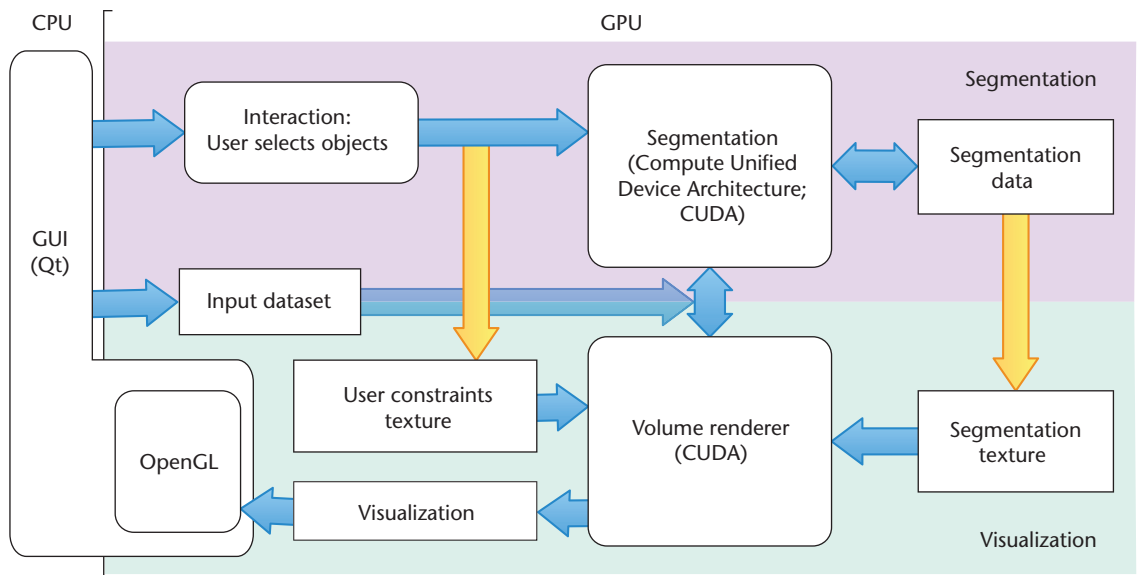 CPU
GPU
Segmentation
Interaction:
User selects objects
Segmentation
(Compute Unified
Device Architecture;
CUDA)
Segmentation
data
GUI
(Qt)
Input dataset
User constraints
texture
Volume renderer
(CUDA)
Segmentation
texture
OpenGL
Visualization
Visualization